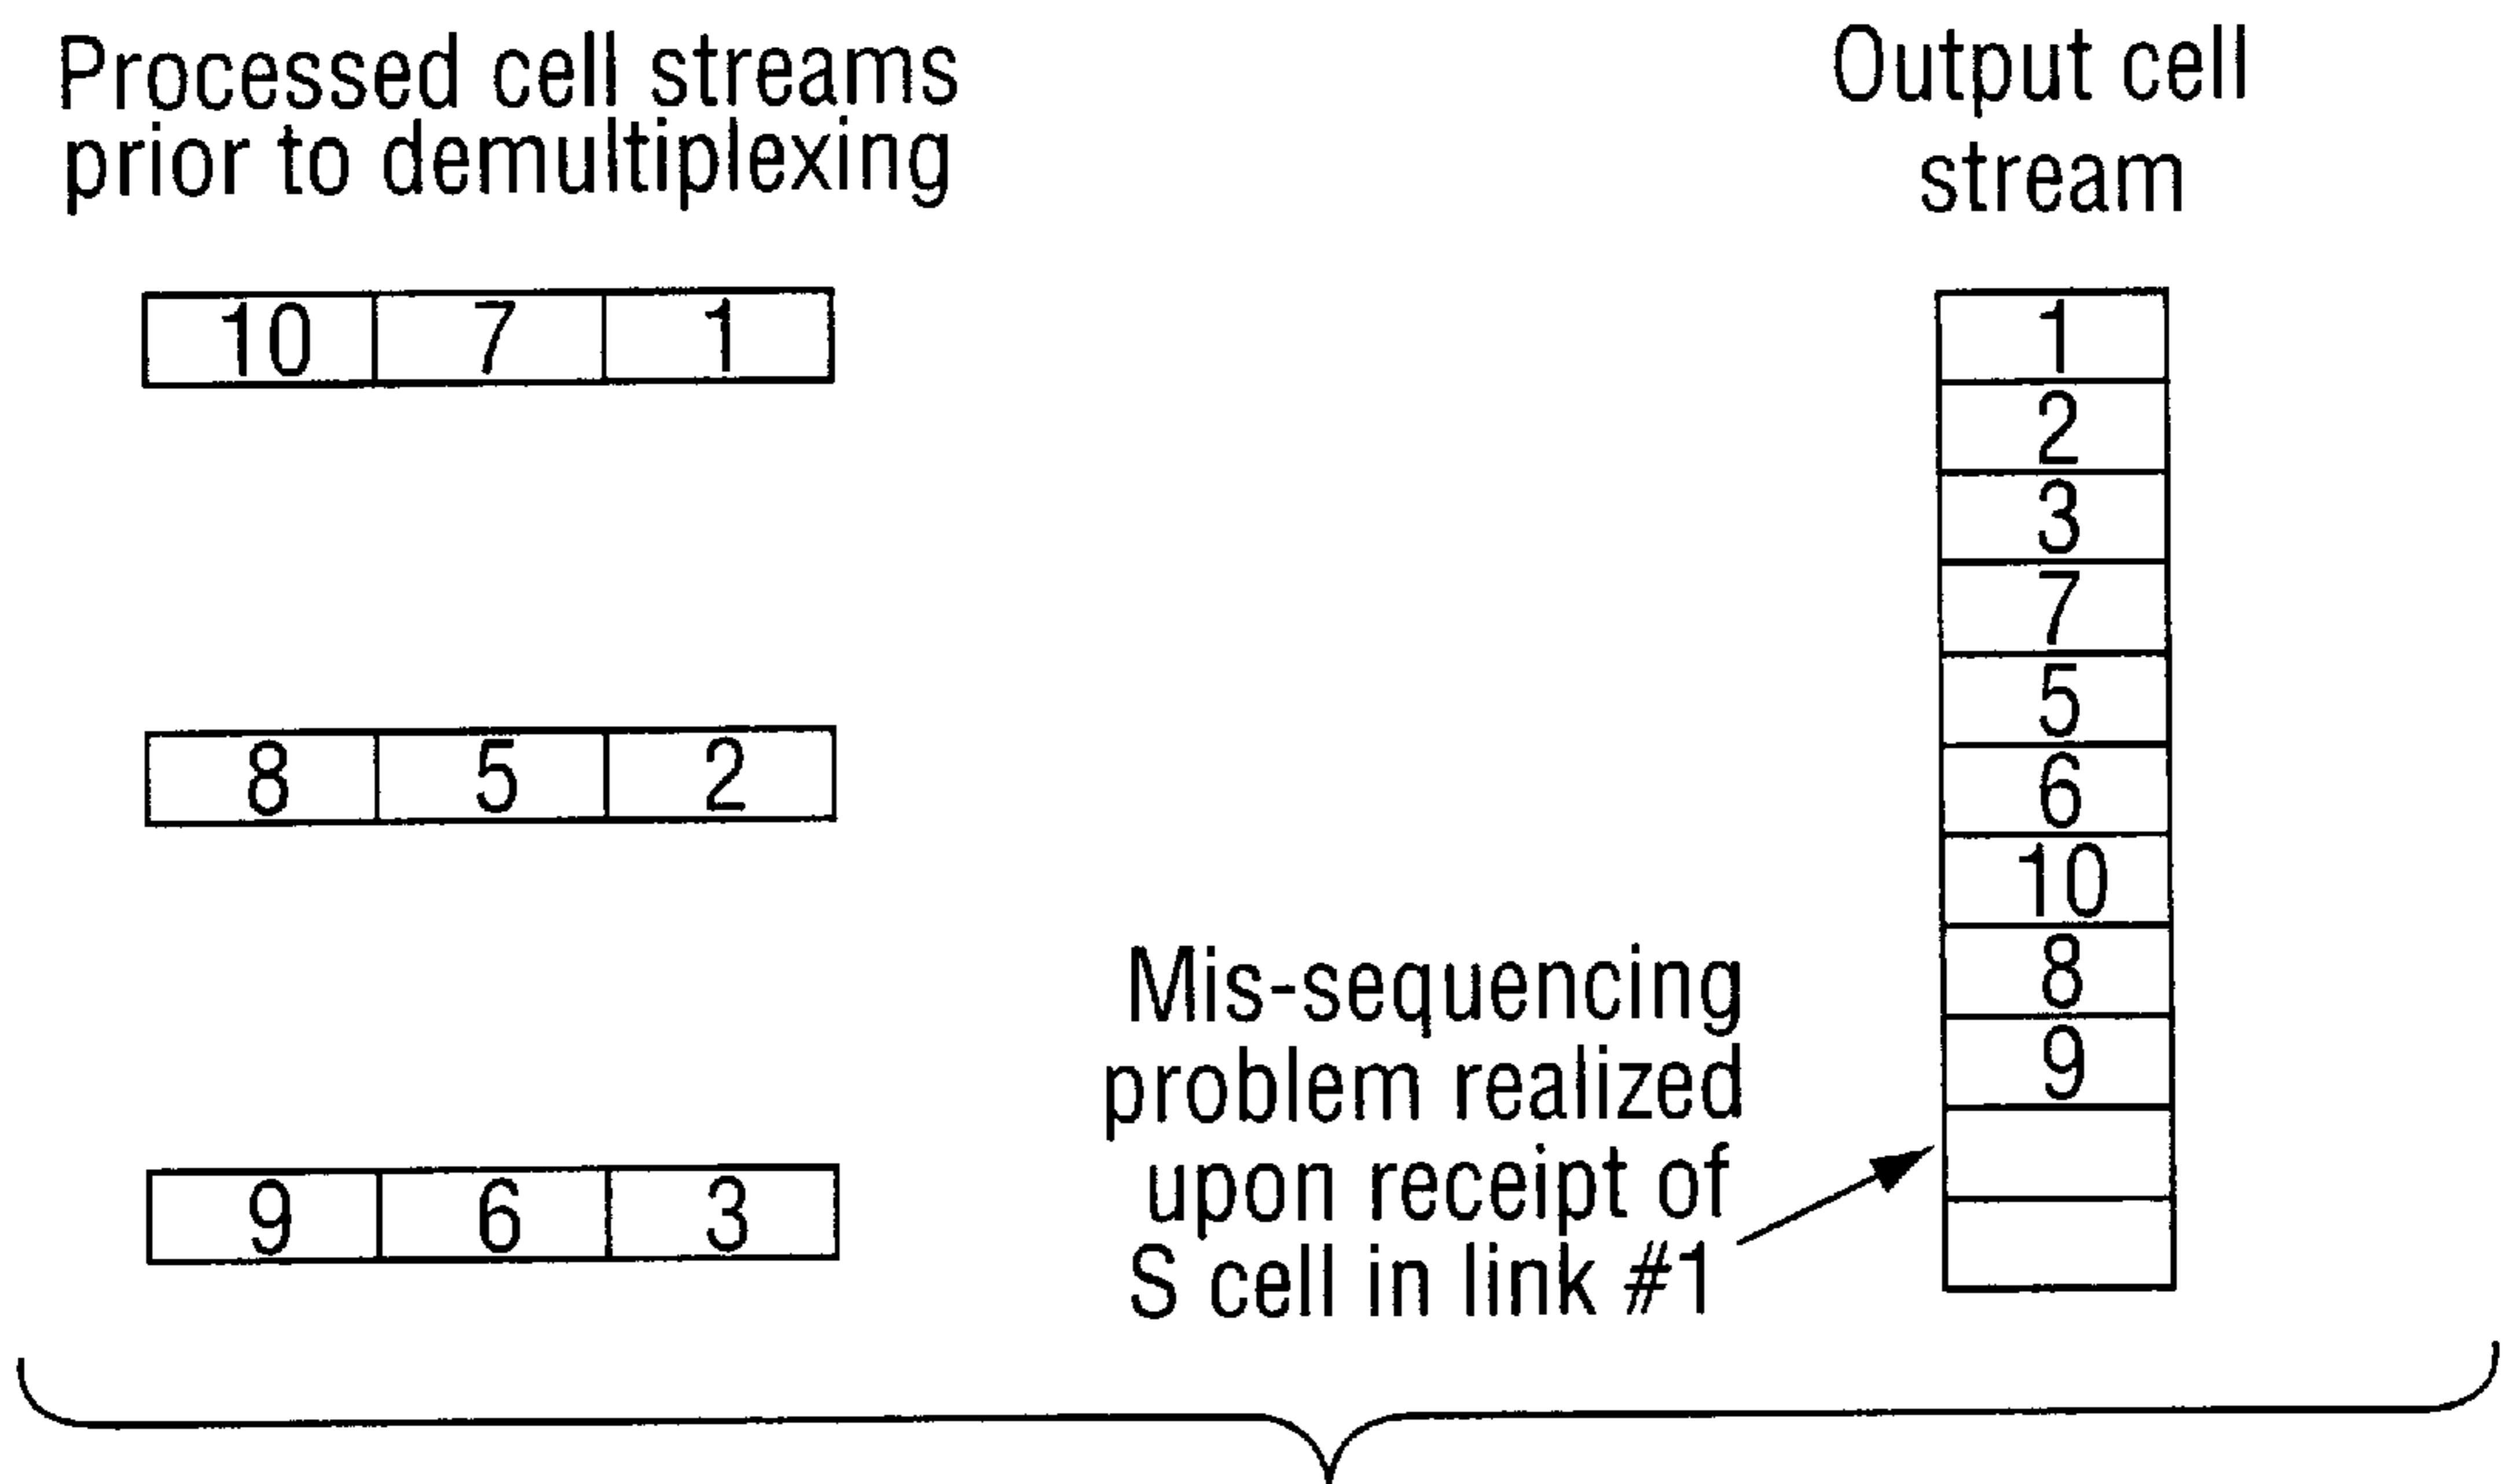 Processed cell streams
prior to demultiplexing
10 7 1
8 5 2
9 6 3
Output cell
stream
1
2
3
7
5
6
10
8
9
Mis-sequencing
problem realized
upon receipt of
S cell in link #1